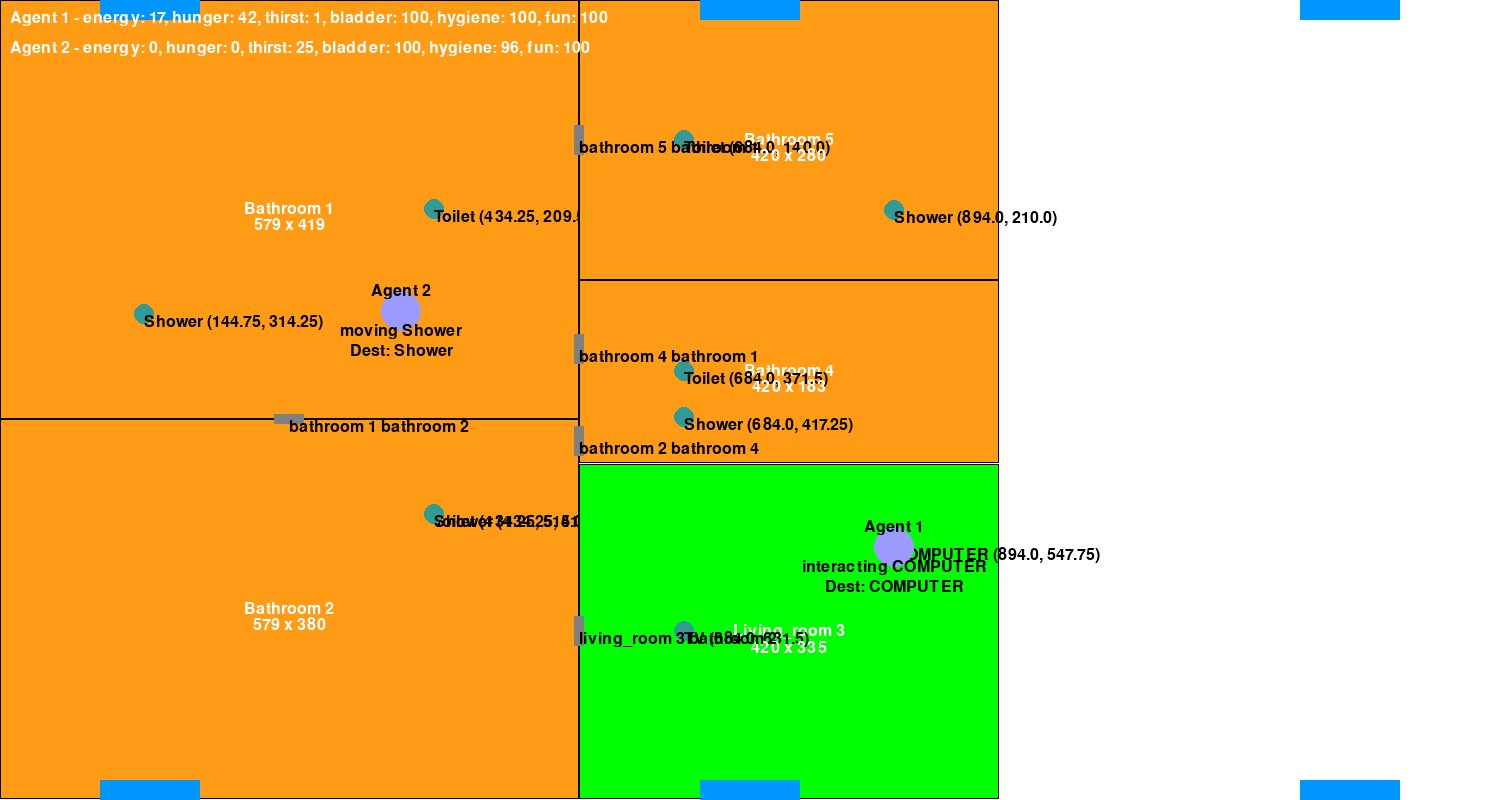 Agent 1 - energy: 17, hunger: 42, thirst: 1, bladder: 100, hygiene: 100, fun: 100
Agent 2 - energy: 0, hunger: 0, thirst: 25, bladder: 100, hygiene: 96, fun: 100
Bathroom 5
420 x 280
bathroom 5 bathroom 1
Toilet (684.0, 140.0)
Bathroom 1
579 x 419
Toilet (434.25, 209.5
Shower (894.0, 210.0)
Agent 2
Shower (144.75, 314.25)
moving Shower
Dest: Shower
bathroom 4 bathroom 1
Bathroom 4
420 x 183
Toilet (684.0, 371.5)
Shower (684.0, 417.25)
bathroom 1 bathroom 2
bathroom 2 bathroom 4
Agent 1
COMPUTER (894.0, 547.75)
interacting COMPUTER
Dest: COMPUTER
Bathroom 2
579 x 380
Living_room 3
420 x 335
living_room 3 bathroom 2
TV (684.0, 631.5)